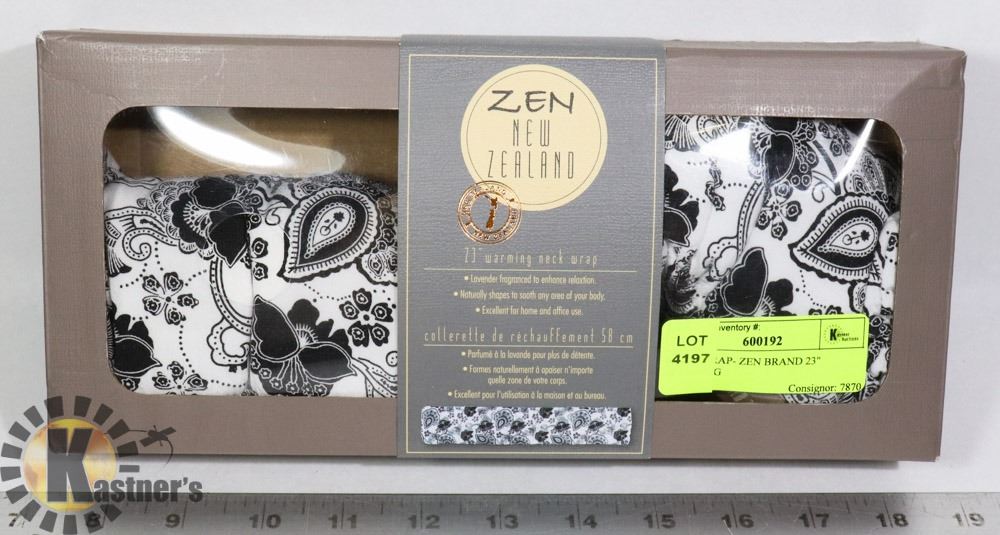 ZEN
NEW
ZEALAND
23" warming neck wrap
• Lavender fragranced to enhance relaxtion.
• Naturally shapes to sooth any area of your body.
• Excellent for home and office use.
collerette de réchauffement 58 cm
• Parfumé à la lavande pour plus de détente.
• Formes naturellement à apaiser n'importe
quelle zone de votre corps.
• Excellent pour l'utilisation à la maison et au bureau.
LOT
4197
ventory #:
600192
Kastner
Auctions
AP- ZEN BRAND 23"
G
Consignor: 7870
Kastner's
7 8 9 10 11 12 13 14 15 16 17 18 19